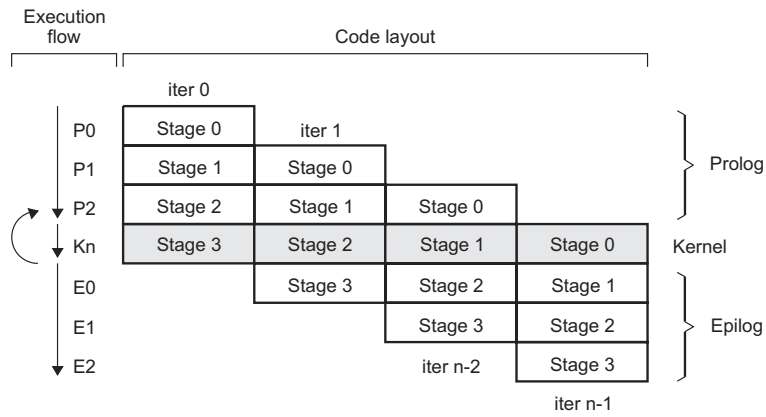 Execution
flow
Code layout
iter 0
P0 Stage 0 iter 1
P1 Stage 1 Stage 0 Prolog
P2 Stage 2 Stage 1 Stage 0
Kn Stage 3 Stage 2 Stage 1 Stage 0 Kernel
E0 Stage 3 Stage 2 Stage 1
E1 Stage 3 Stage 2 Epilog
E2 iter n-2 Stage 3
iter n-1